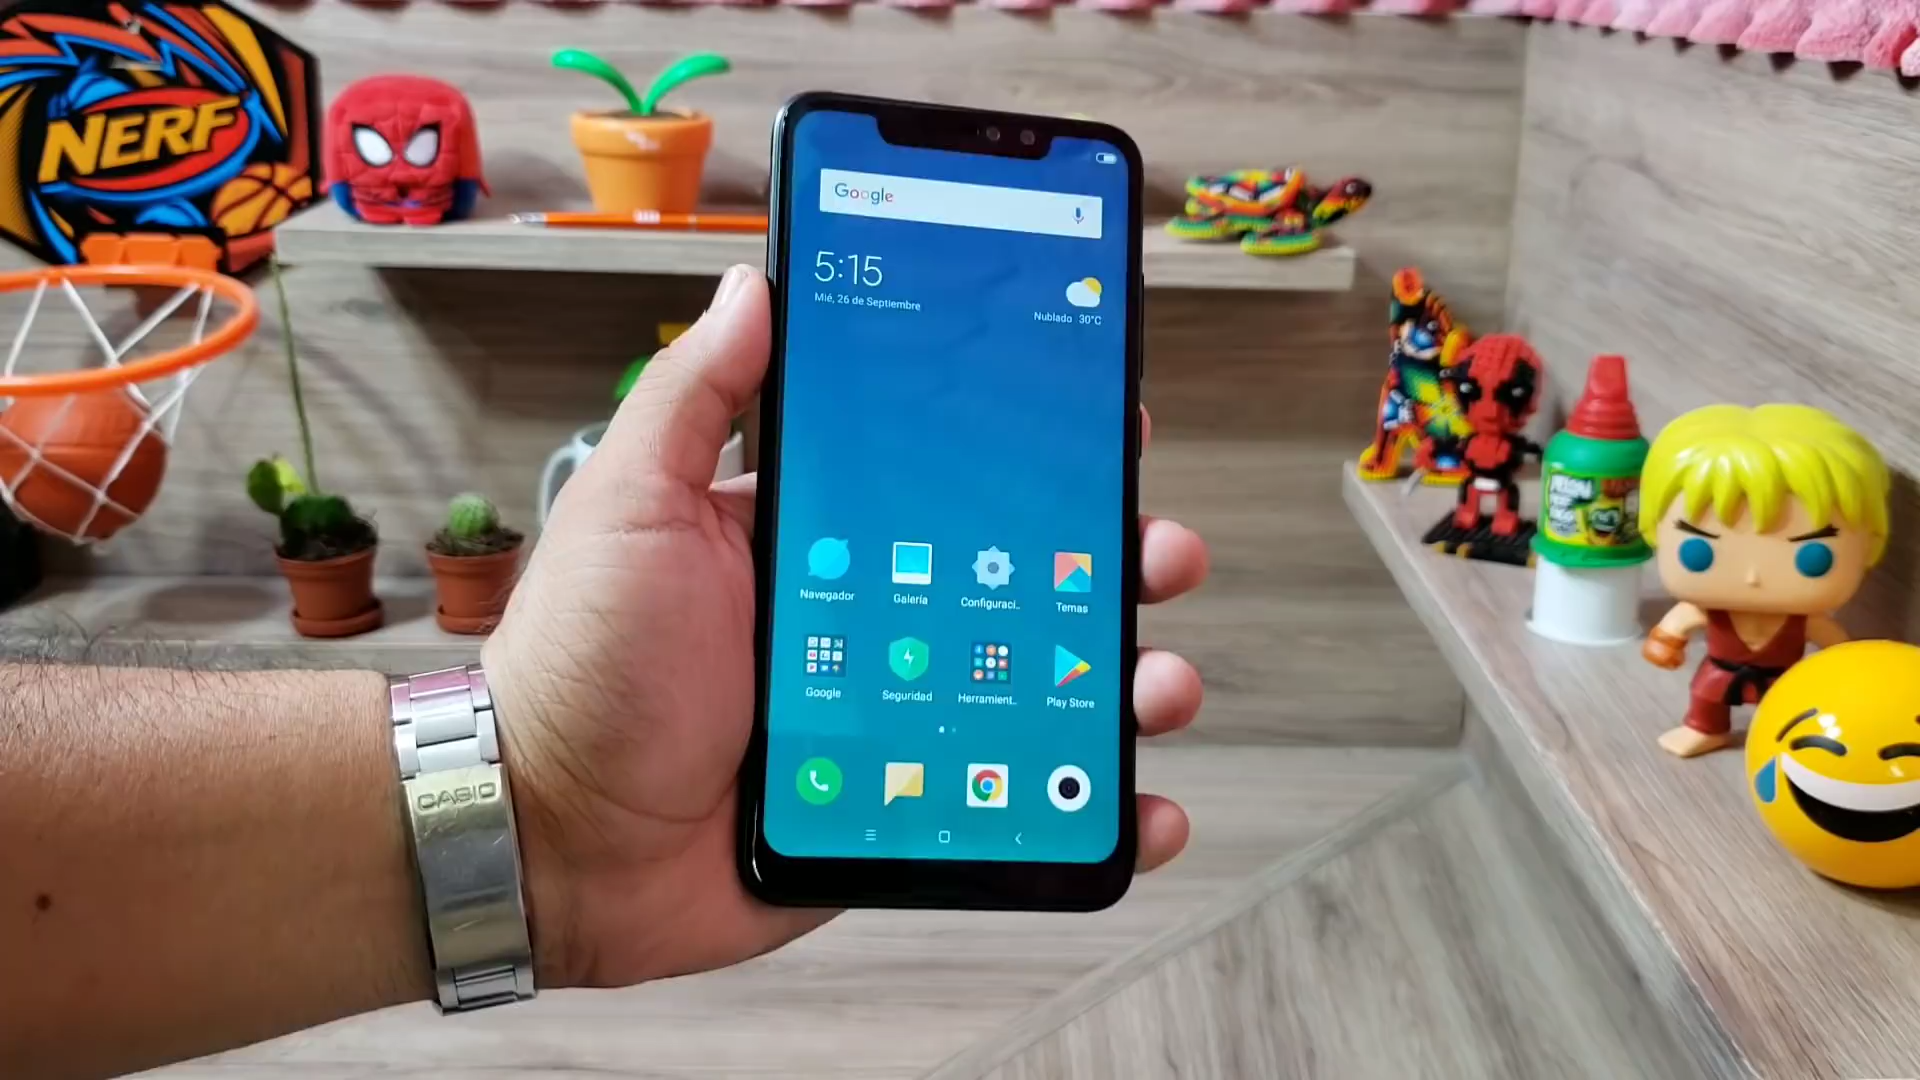 NERF
Google
5:15
Mié, 26 de Septiembre
Nublado 30°C
Navegador
Galería
Configuraci..
Temas
Google
Seguridad
Herramient..
Play Store
CASIO